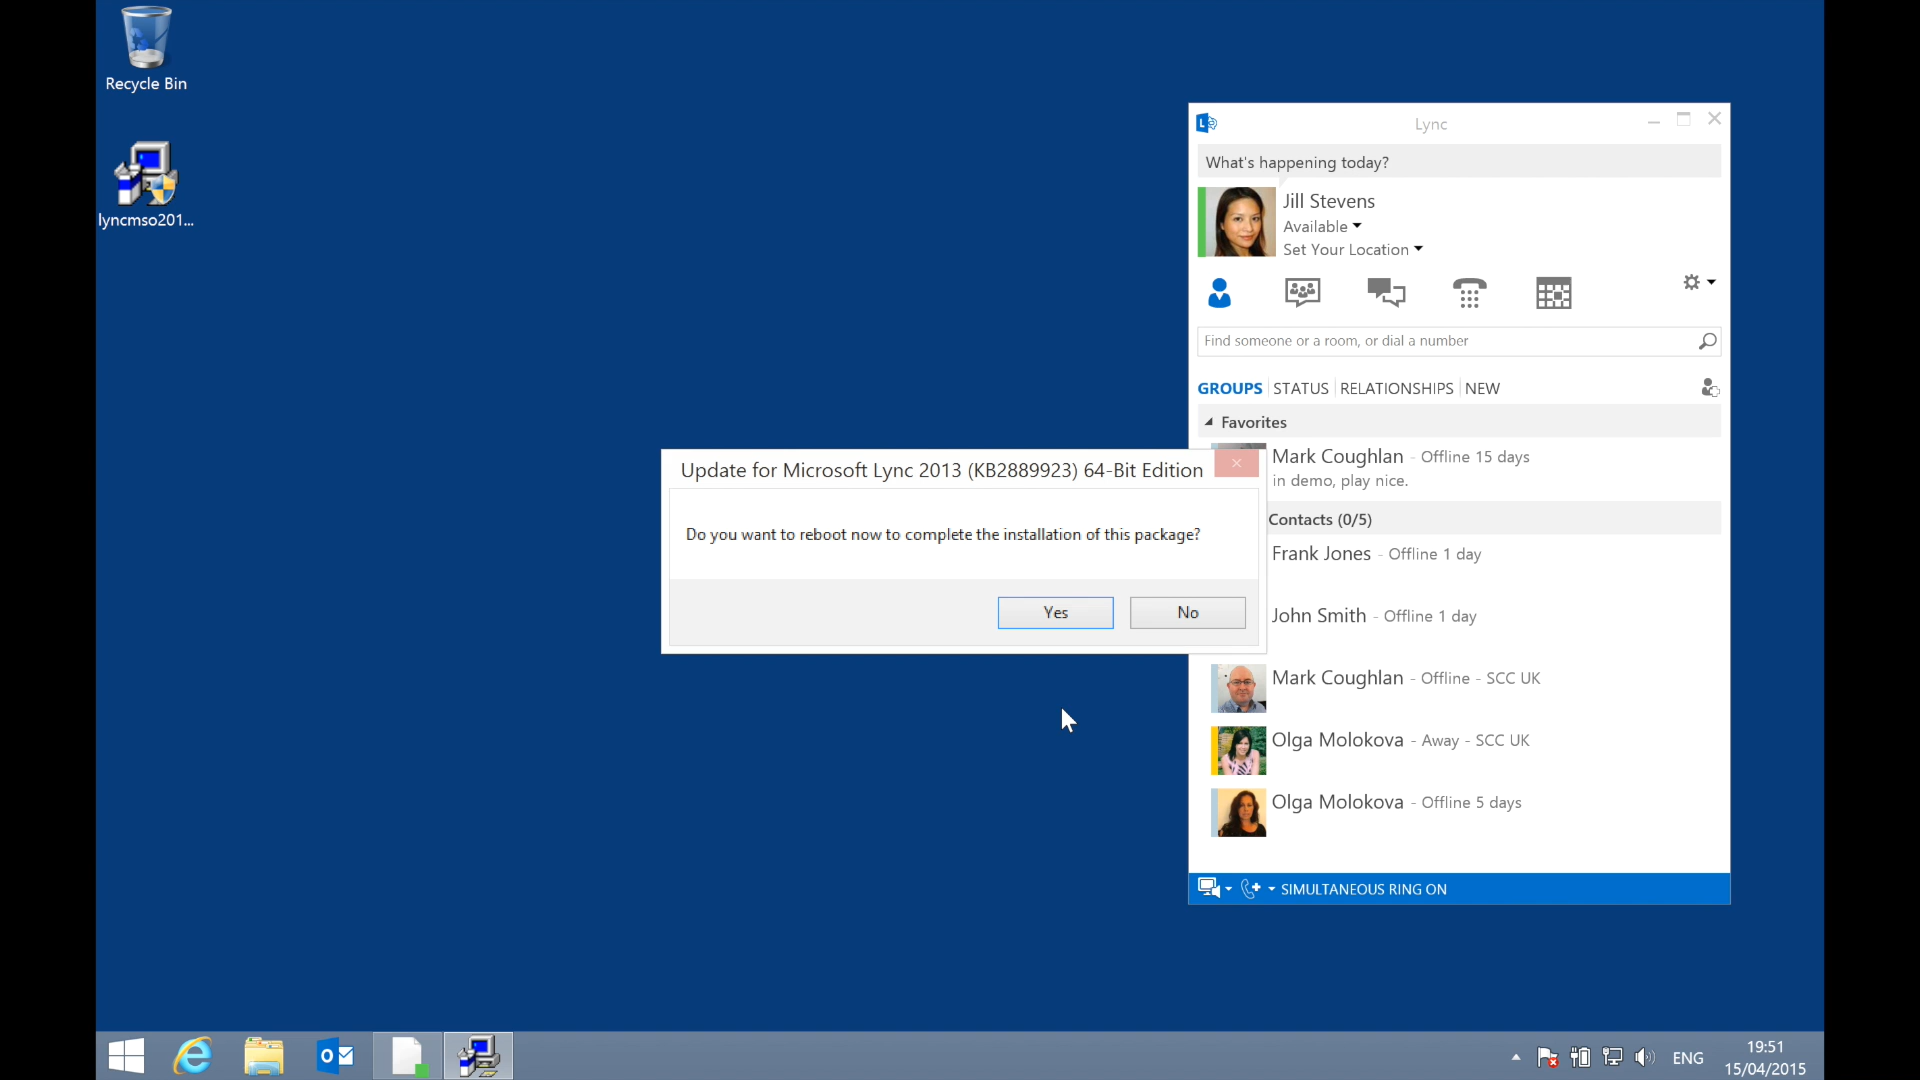 Recycle Bin
lyncmso201...
Lync
What's happening today?
Jill Stevens
Available
Set Your Location
Find someone or a room, or dial a number
GROUPS STATUS RELATIONSHIPS NEW
Favorites
Mark Coughlan - Offline 15 days
in demo, play nice.
Contacts (0/5)
Frank Jones - Offline 1 day
John Smith - Offline 1 day
Mark Coughlan - Offline - SCC UK
Olga Molokova - Away - SCC UK
Olga Molokova - Offline 5 days
SIMULTANEOUS RING ON
Update for Microsoft Lync 2013 (KB2889923) 64-Bit Edition
Do you want to reboot now to complete the installation of this package?
Yes No
ENG
19:51
15/04/2015